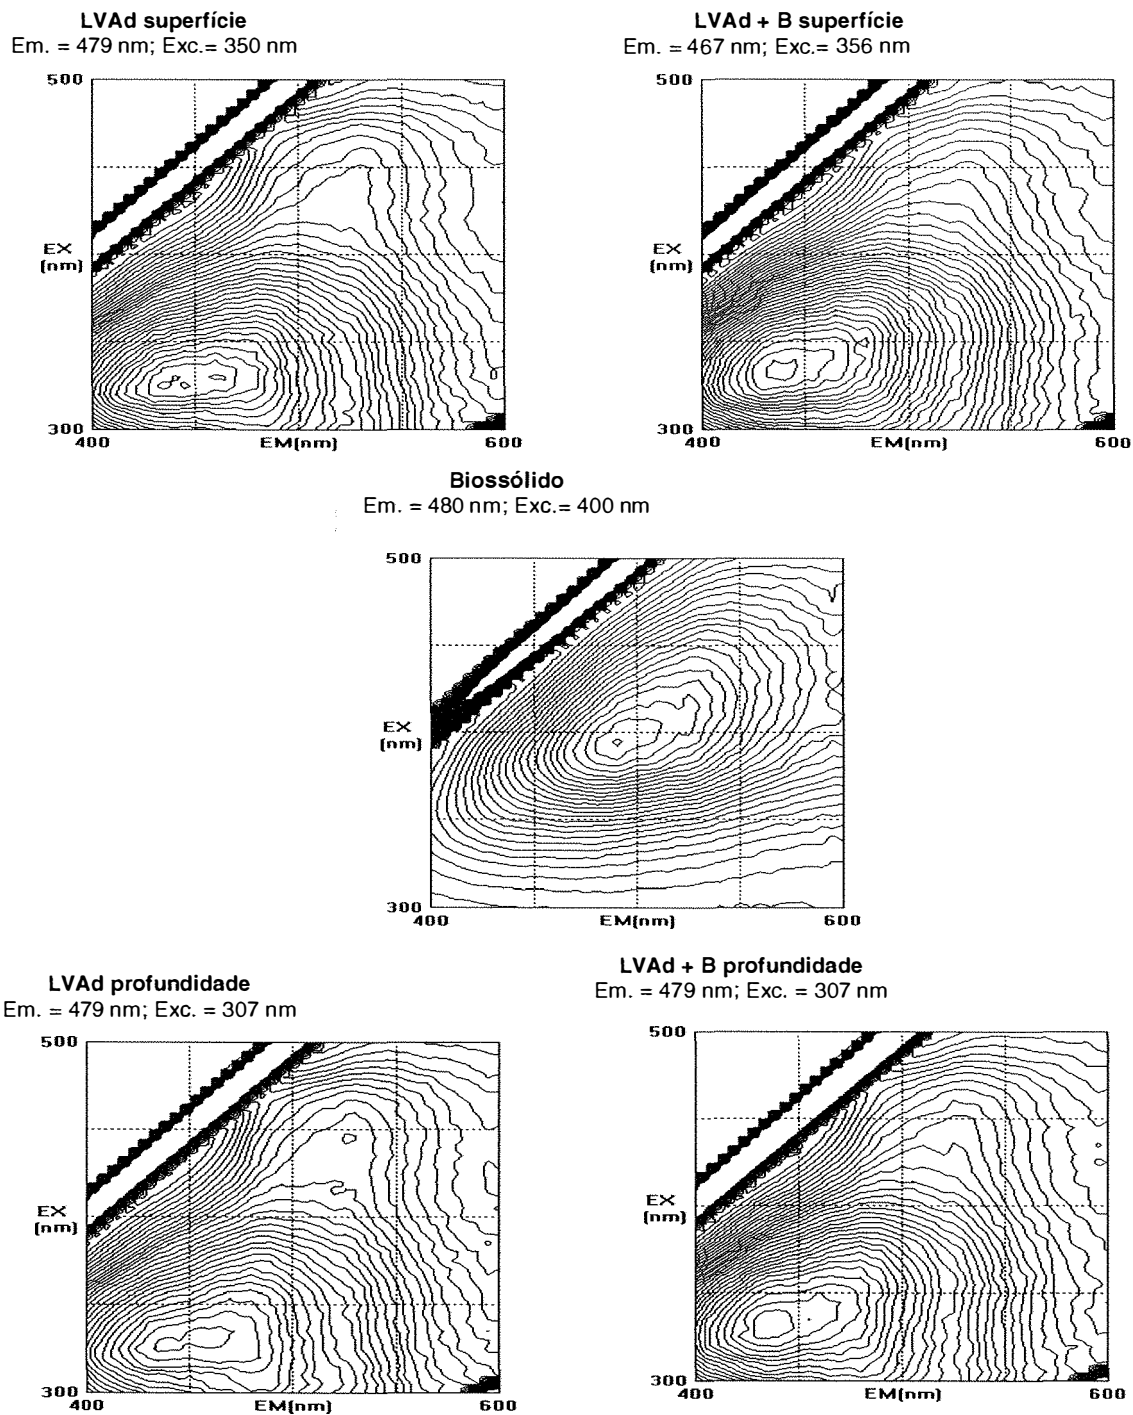 LVAd superfície
Em. = 479 nm; Exc.= 350 nm
500
EX
(nm)
300
400
EM(nm)
600
LVAd + B superfície
Em. = 467 nm; Exc.= 356 nm
500
EX
(nm)
300
400
EM(nm)
600
Biossólido
Em. = 480 nm; Exc.= 400 nm
500
EX
(nm)
300
400
EM(nm)
600
LVAd profundidade
Em. = 479 nm; Exc. = 307 nm
500
EX
(nm)
300
400
EM(nm)
600
LVAd + B profundidade
Em. = 479 nm; Exc. = 307 nm
500
EX
(nm)
300
400
EM(nm)
600